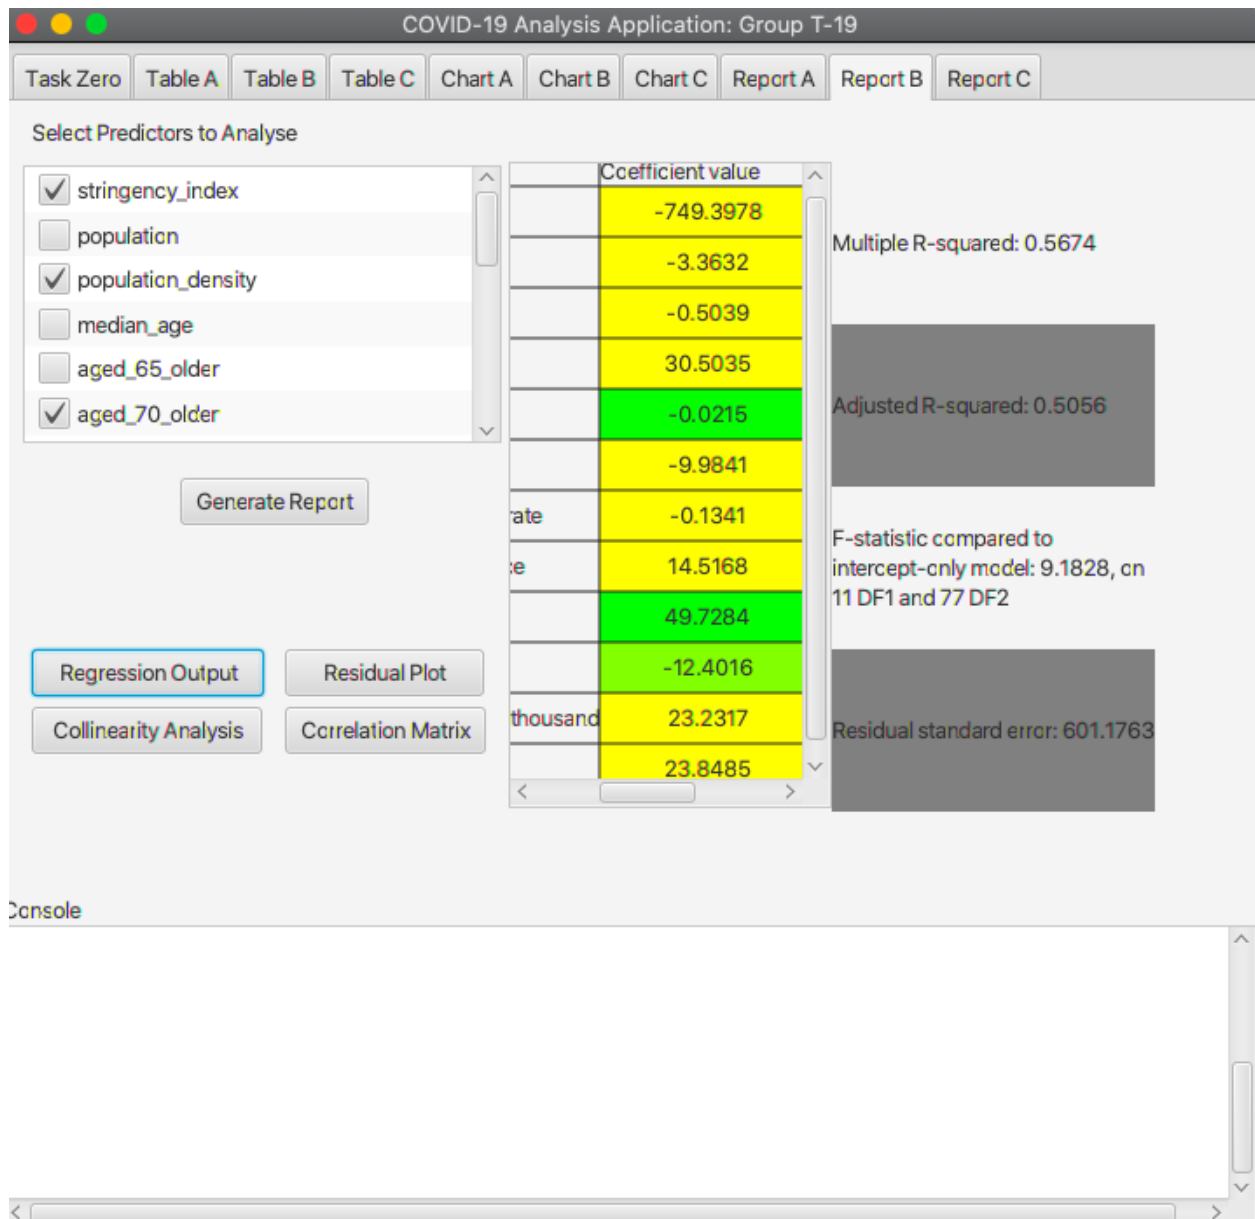 COVID-19 Analysis Application: Group T-19
Task Zero Table A Table B Table C Chart A Chart B Chart C Report A Report B Report C
Select Predictors to Analyse
stringency_index
population
population_density
median_age
aged_65_older
aged_70_older
Generate Report
Regression Output Residual Plot
Collinearity Analysis Correlation Matrix
Coefficient value
-749.3978
-3.3632
-0.5039
30.5035
-0.0215
-9.9841
rate -0.1341
ce 14.5168
49.7284
-12.4016
thousand 23.2317
23.8485
Multiple R-squared: 0.5674
Adjusted R-squared: 0.5056
F-statistic compared to
intercept-only model: 9.1828, on
11 DF1 and 77 DF2
Residual standard error: 601.1763
Console